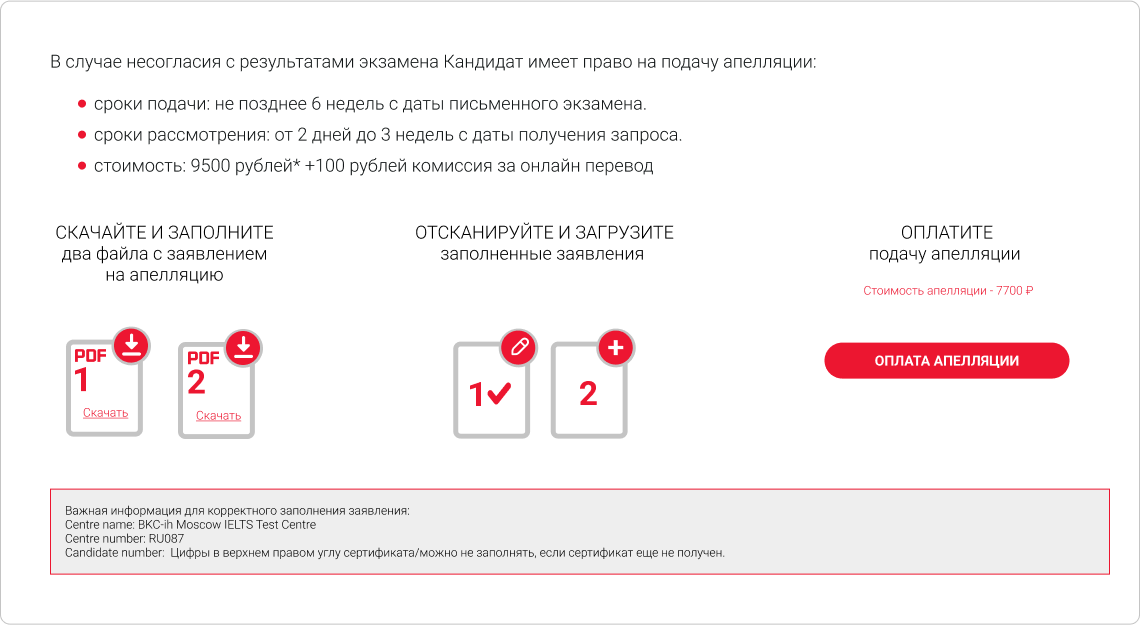 В случае несогласия с результатами экзамена Кандидат имеет право на подачу апелляции:
сроки подачи: не позднее 6 недель с даты письменного экзамена.
сроки рассмотрения: от 2 дней до 3 недель с даты получения запроса.
стоимость: 9500 рублей* +100 рублей комиссия за онлайн перевод
СКАЧАЙТЕ И ЗАПОЛНИТЕ
два файла с заявлением
на апелляцию
PDF
1
Скачать
PDF
2
Скачать
ОТСКАНИРУЙТЕ И ЗАГРУЗИТЕ
заполненные заявления
1
2
ОПЛАТИТЕ
подачу апелляции
Стоимость апелляции - 7700 ₽
ОПЛАТА АПЕЛЛЯЦИИ
Важная информация для корректного заполнения заявления:
Centre name: BKC-ih Moscow IELTS Test Centre
Centre number: RU087
Candidate number: Цифры в верхнем правом углу сертификата/можно не заполнять, если сертификат еще не получен.